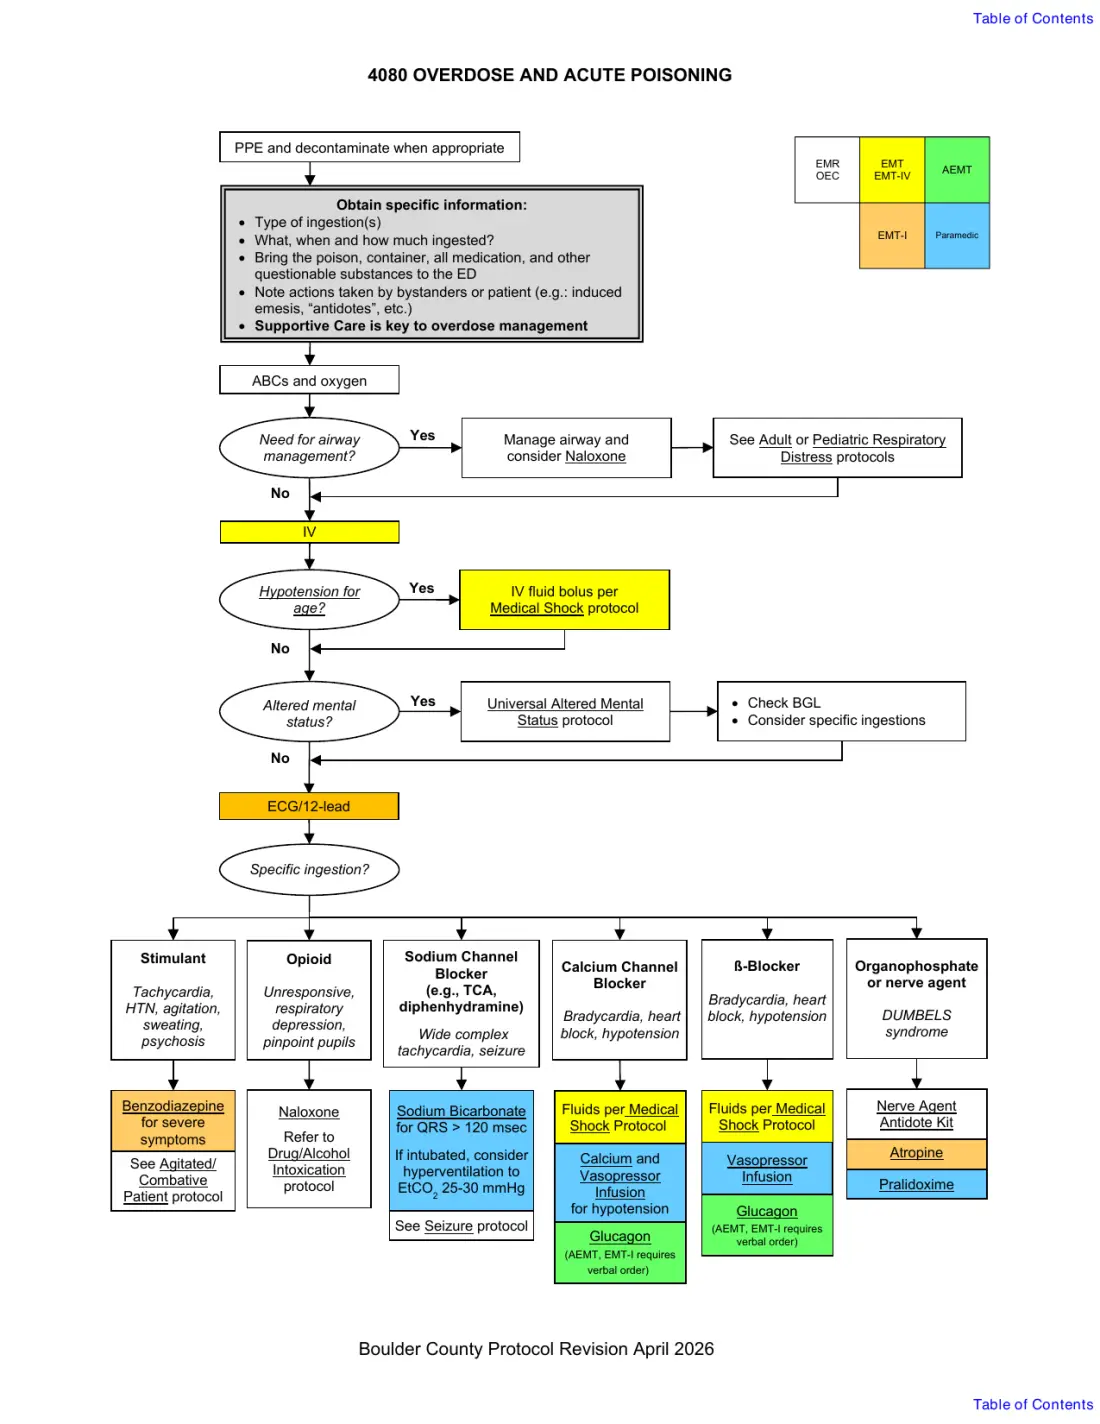 Table of Contents
4080 OVERDOSE AND ACUTE POISONING
PPE and decontaminate when appropriate
EMR
OEC
EMT
EMT-IV
AEMT
EMT-I
Paramedic
Obtain specific information:
• Type of ingestion(s)
• What, when and how much ingested?
• Bring the poison, container, all medication, and other
questionable substances to the ED
• Note actions taken by bystanders or patient (e.g.: induced
emesis, “antidotes”, etc.)
• Supportive Care is key to overdose management
ABCs and oxygen
Need for airway
management?
Yes
Manage airway and
consider Naloxone
See Adult or Pediatric Respiratory
Distress protocols
No
IV
Hypotension for
age?
Yes
IV fluid bolus per
Medical Shock protocol
No
Altered mental
status?
Yes
Universal Altered Mental
Status protocol
• Check BGL
• Consider specific ingestions
No
ECG/12-lead
Specific ingestion?
Stimulant
Tachycardia,
HTN, agitation,
sweating,
psychosis
Opioid
Unresponsive,
respiratory
depression,
pinpoint pupils
Sodium Channel
Blocker
(e.g., TCA,
diphenhydramine)
Wide complex
tachycardia, seizure
Calcium Channel
Blocker
Bradycardia, heart
block, hypotension
ß-Blocker
Bradycardia, heart
block, hypotension
Organophosphate
or nerve agent
DUMBELS
syndrome
Benzodiazepine
for severe
symptoms
See Agitated/
Combative
Patient protocol
Naloxone
Refer to
Drug/Alcohol
Intoxication
protocol
Sodium Bicarbonate
for QRS > 120 msec
If intubated, consider
hyperventilation to
EtCO2 25-30 mmHg
See Seizure protocol
Fluids per Medical
Shock Protocol
Calcium and
Vasopressor
Infusion
for hypotension
Glucagon
(AEMT, EMT-I requires
verbal order)
Fluids per Medical
Shock Protocol
Vasopressor
Infusion
Glucagon
(AEMT, EMT-I requires
verbal order)
Nerve Agent
Antidote Kit
Atropine
Pralidoxime
Boulder County Protocol Revision April 2026
Table of Contents